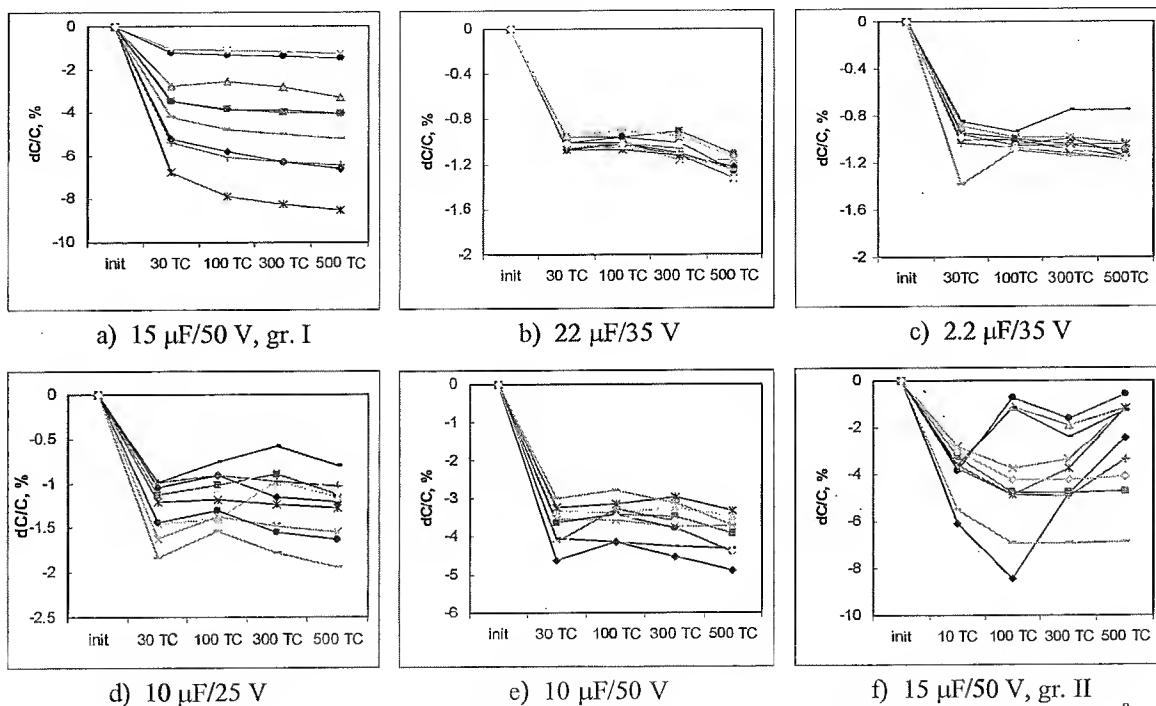 0
-2
-4
-6
-8
-10
dC/C, %
init 30 TC 100 TC 300 TC 500 TC
a) 15 µF/50 V, gr. I
0
-0.4
-0.8
-1.2
-1.6
-2
dC/C, %
init 30 TC 100 TC 300 TC 500 TC
b) 22 µF/35 V
0
-0.4
-0.8
-1.2
-1.6
-2
dC/C, %
init 30TC 100TC 300TC 500TC
c) 2.2 µF/35 V
0
-0.5
-1
-1.5
-2
-2.5
dC/C, %
init 30 TC 100 TC 300 TC 500 TC
d) 10 µF/25 V
0
-1
-2
-3
-4
-5
-6
dC/C, %
init 30 TC 100 TC 300 TC 500 TC
e) 10 µF/50 V
0
-2
-4
-6
-8
-10
dC/C, %
init 10 TC 100 TC 300 TC 500 TC
f) 15 µF/50 V, gr. II